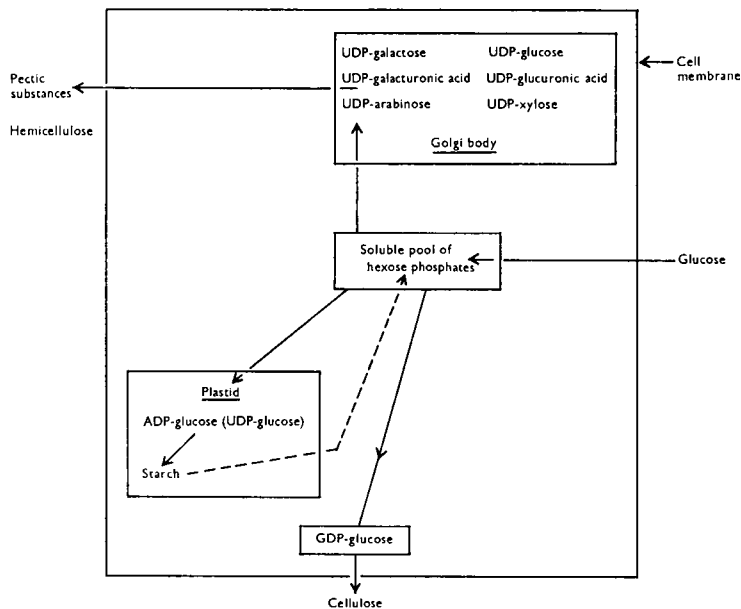 UDP-galactose UDP-glucose
UDP-galacturonic acid UDP-glucuronic acid
UDP-arabinose UDP-xylose
Golgi body
Cell
membrane
Pectic
substances
Hemicellulose
Soluble pool of
hexose phosphates
Glucose
Plastid
ADP-glucose (UDP-glucose)
Starch
GDP-glucose
Cellulose